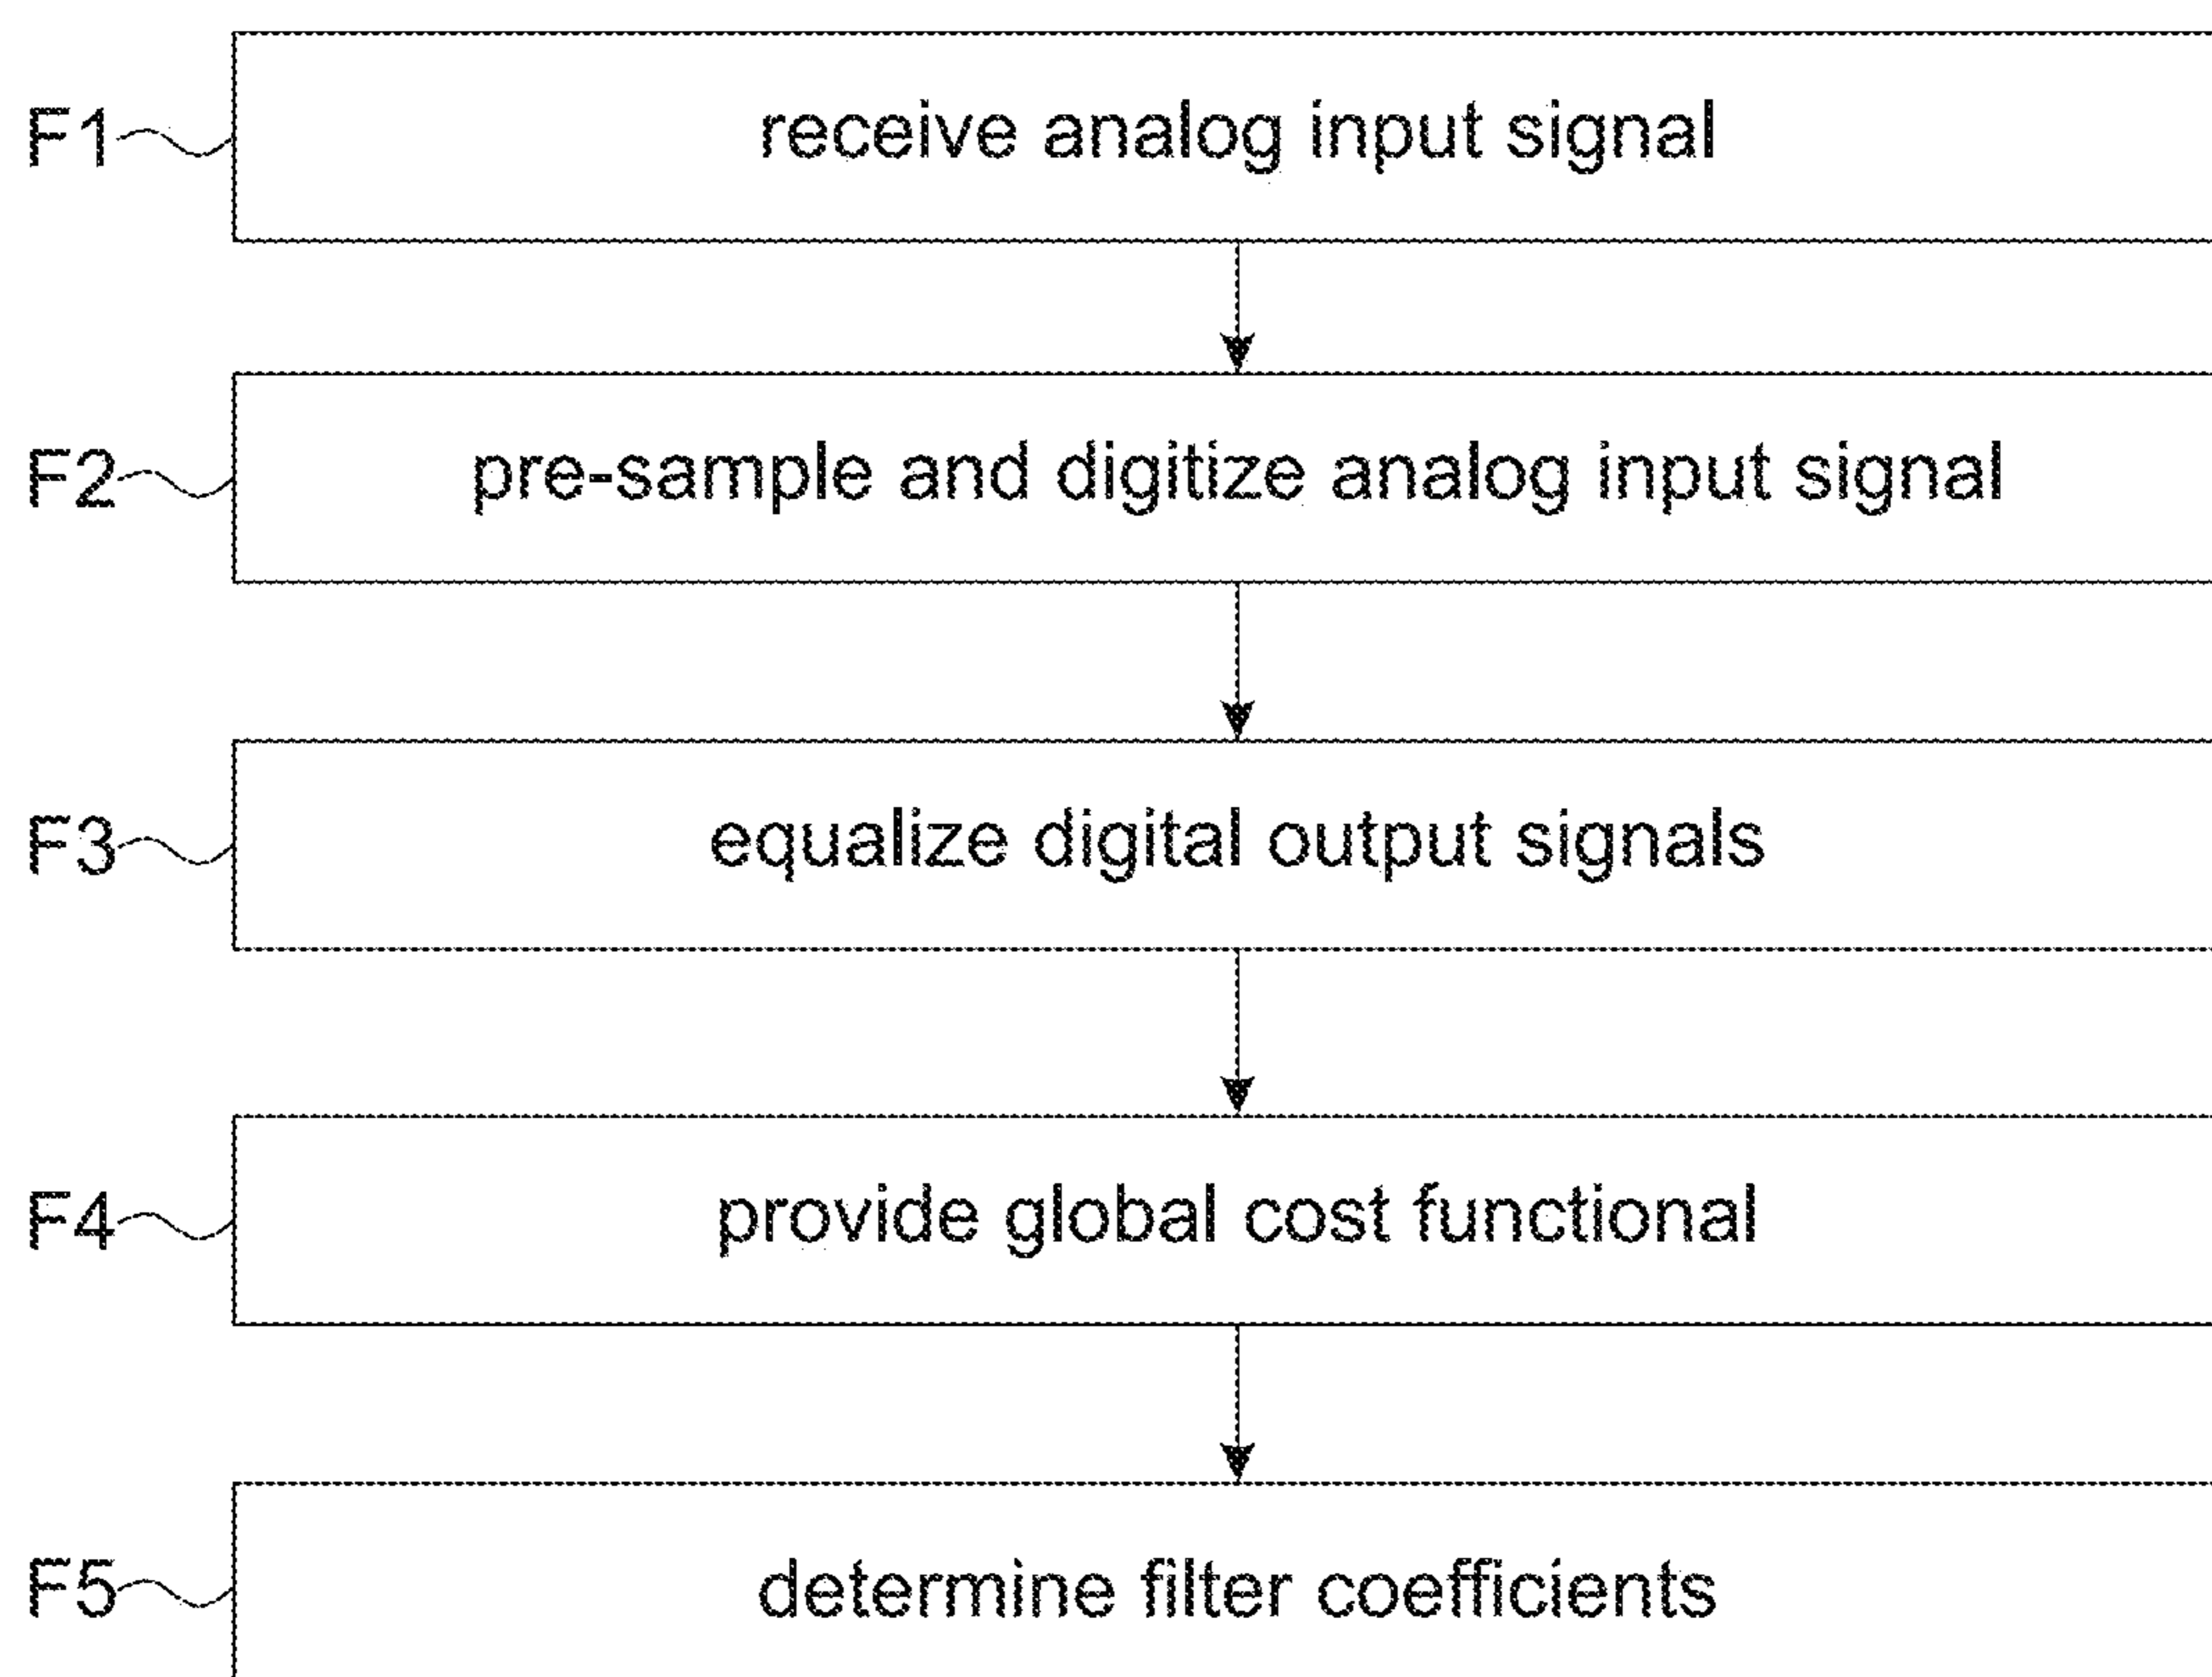 F1 receive analog input signal
F2 pre-sample and digitize analog input signal
F3 equalize digital output signals
F4 provide global cost functional
F5 determine filter coefficients